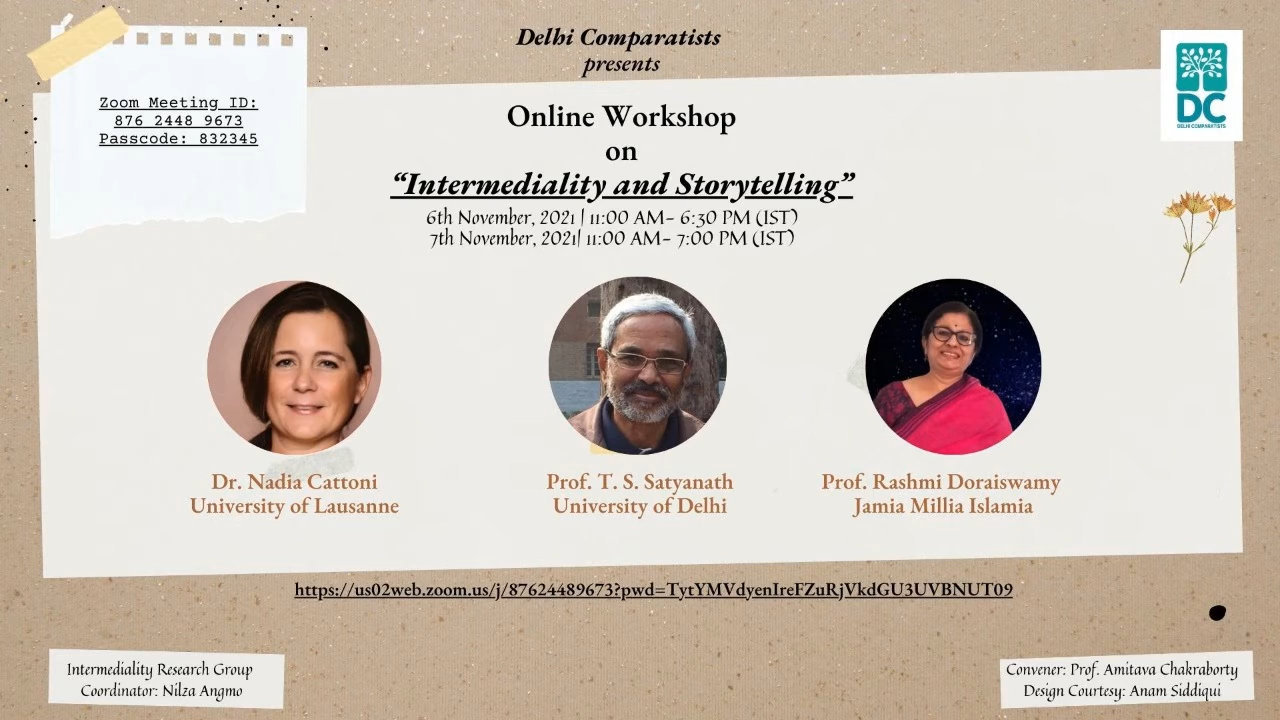 Delhi Comparatists
presents
Zoom Meeting ID:
876 2448 9673
Passcode: 832345
DC
DELHI COMPARATISTS
Online Workshop
on
“Intermediality and Storytelling”
6th November, 2021 | 11:00 AM– 6:30 PM (IST)
7th November, 2021| 11:00 AM– 7:00 PM (IST)
Dr. Nadia Cattoni
University of Lausanne
Prof. T. S. Satyanath
University of Delhi
Prof. Rashmi Doraiswamy
Jamia Millia Islamia
https://us02web.zoom.us/j/87624489673?pwd=TytYMVdyenIreFZuRjVkdGU3UVBNUT09
Intermediality Research Group
Coordinator: Nilza Angmo
Convener: Prof. Amitava Chakraborty
Design Courtesy: Anam Siddiqui